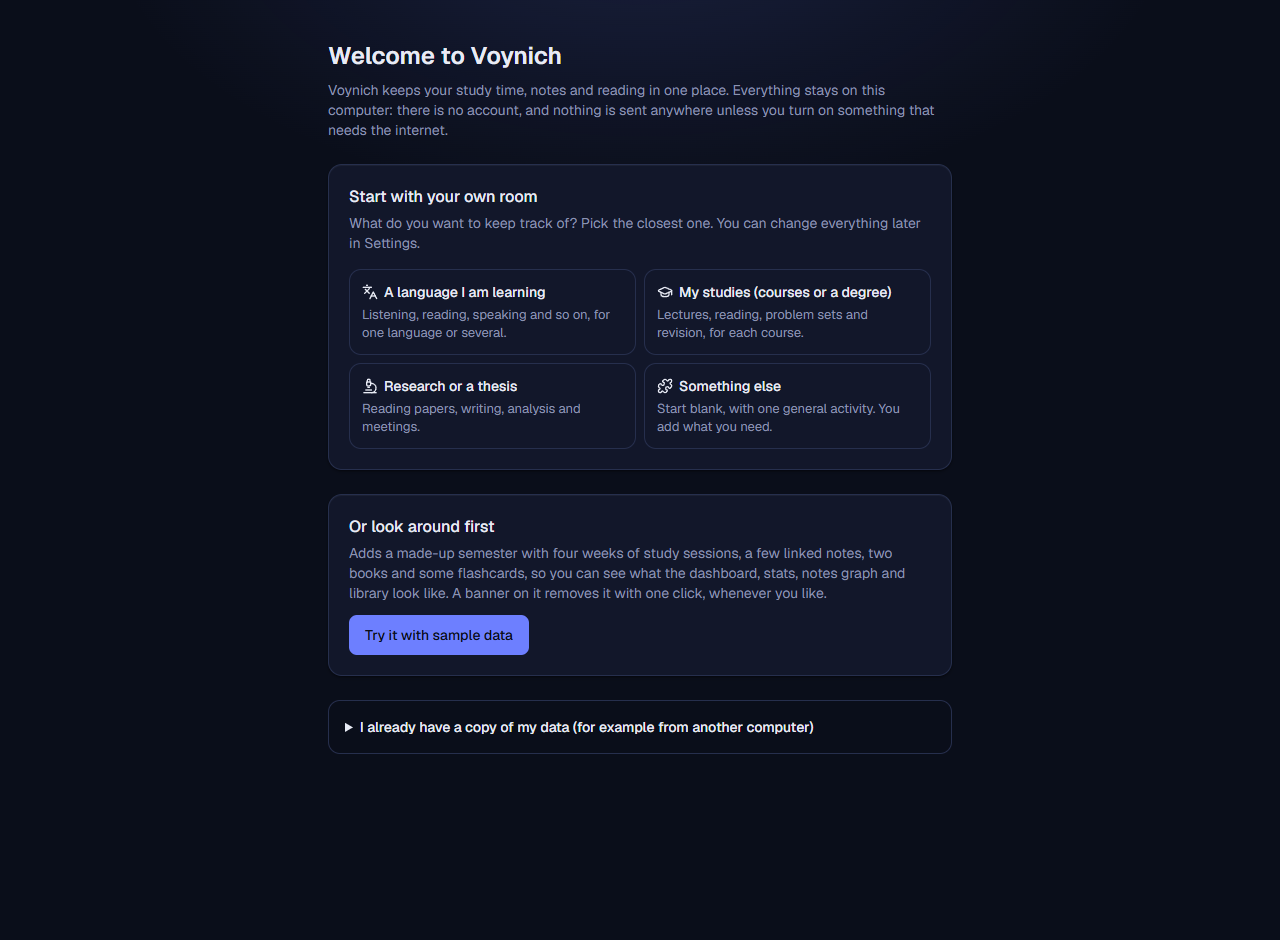 Welcome to Voynich
Voynich keeps your study time, notes and reading in one place. Everything stays on this
computer: there is no account, and nothing is sent anywhere unless you turn on something that
needs the internet.
Start with your own room
What do you want to keep track of? Pick the closest one. You can change everything later
in Settings.
A language I am learning
Listening, reading, speaking and so on, for
one language or several.
My studies (courses or a degree)
Lectures, reading, problem sets and
revision, for each course.
Research or a thesis
Reading papers, writing, analysis and
meetings.
Something else
Start blank, with one general activity. You
add what you need.
Or look around first
Adds a made-up semester with four weeks of study sessions, a few linked notes, two
books and some flashcards, so you can see what the dashboard, stats, notes graph and
library look like. A banner on it removes it with one click, whenever you like.
Try it with sample data
I already have a copy of my data (for example from another computer)